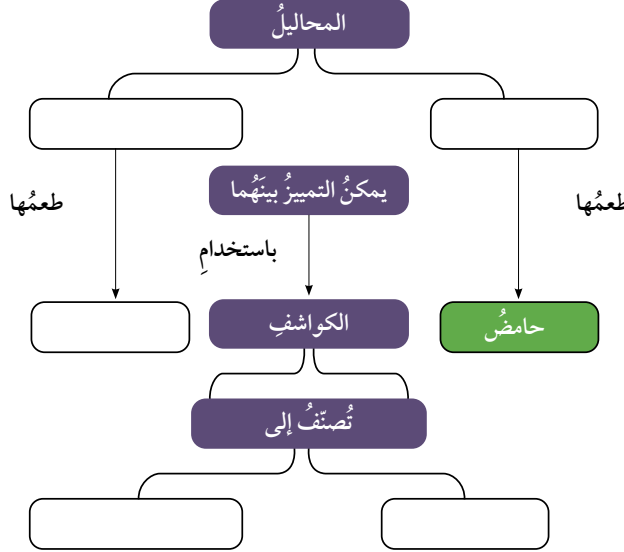 المحاليلُ
طعمُها
يمكنُ التمييزُ بينَهُما
طعمُها
باستخدامِ
حامضُ
الكواشفِ
تُصنّفُ إلى